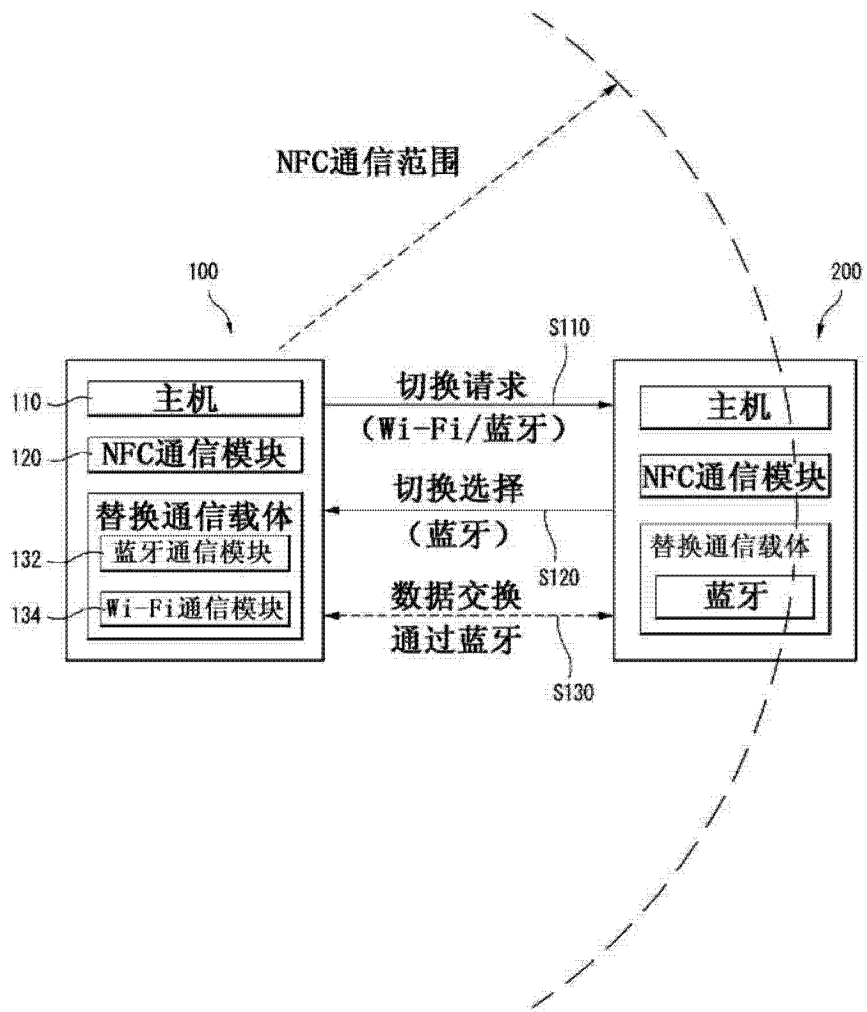 NFC通信范围
100
200
S110
110
主机
切换请求
(Wi-Fi/蓝牙)
主机
120
NFC通信模块
切换选择
(蓝牙)
S120
NFC通信模块
替换通信载体
132
蓝牙通信模块
134
Wi-Fi通信模块
数据交换
通过蓝牙
S130
替换通信载体
蓝牙